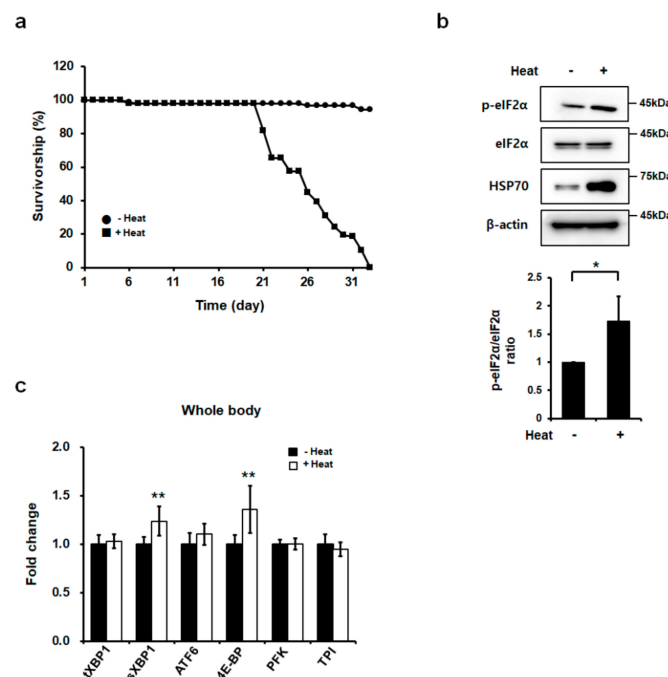 a
120
100
80
60
40
20
0
Survivorship (%)
- Heat
+ Heat
1 6 11 16 21 26 31
Time (day)
b
Heat - +
p-eIF2α 45kDa
eIF2α
HSP70 75kDa
β-actin 45kDa
*
2.5
2
1.5
1
0.5
0
p-eIF2α/eIF2α
ratio
Heat - +
c
Whole body
- Heat
+ Heat
2.0
1.5
1.0
0.5
0.0
Fold change
** **
tXBP1 sXBP1 ATF6 4E-BP PFK TPI